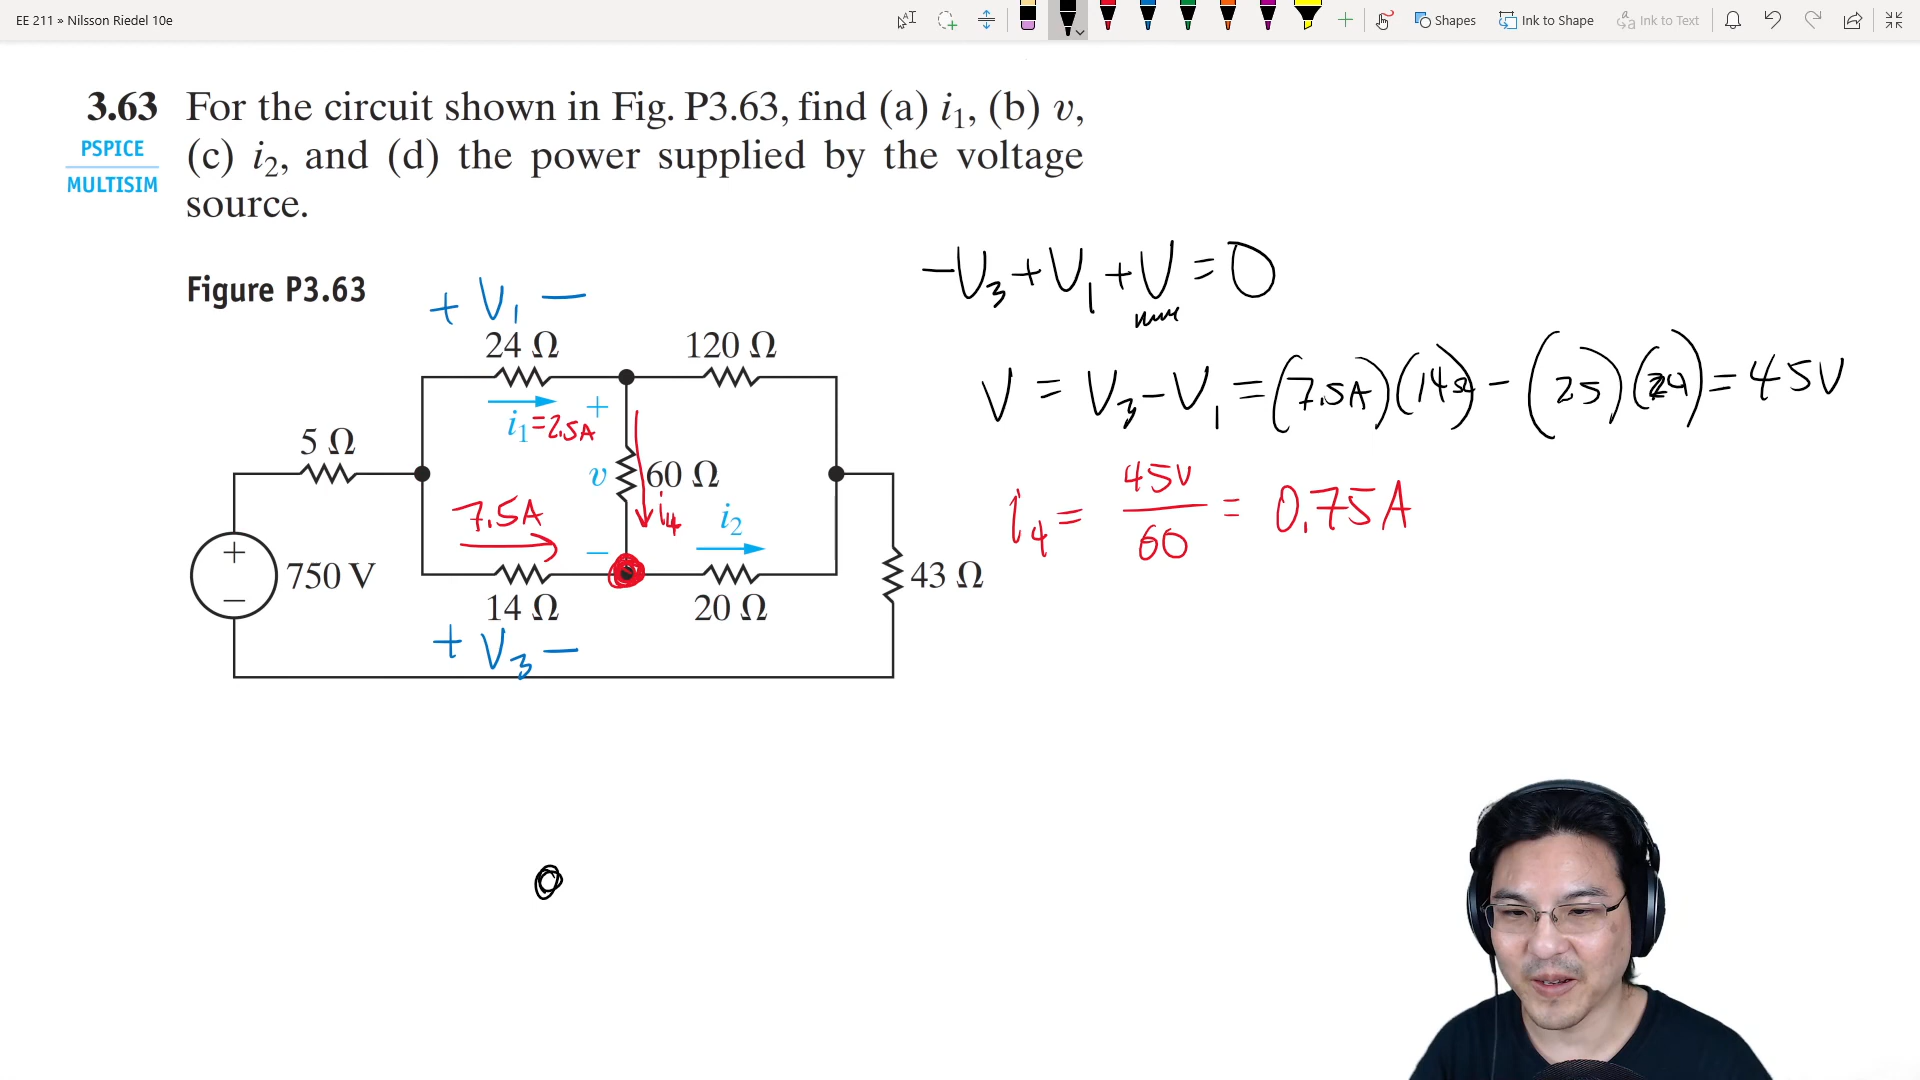 EE 211 » Nilsson Riedel 10e
Shapes
Ink to Shape
Ink to Text
3.63 For the circuit shown in Fig. P3.63, find (a) i₁, (b) v,
PSPICE
(c) i₂, and (d) the power supplied by the voltage
MULTISIM
source.
Figure P3.63
+ V₁ −
24 Ω
120 Ω
i₁ = 2.5A
+
5 Ω
v
60 Ω
7.5A
i₄
i₂
+
−
750 V
−
14 Ω
20 Ω
43 Ω
+ V₃ −
−V₃ + V₁ + V = 0
V = V₃ − V₁ = (7.5A)(14Ω) − (25)(24) = 45V
i₄ = 45V / 60 = 0.75A